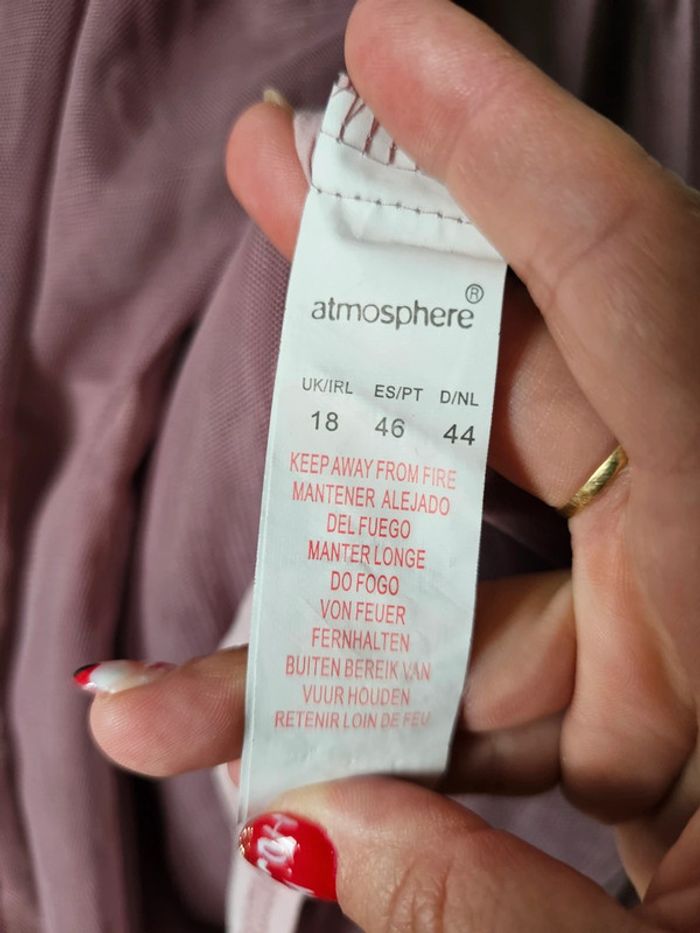 atmosphere®
UK/IRL ES/PT D/NL
18 46 44
KEEP AWAY FROM FIRE
MANTENER ALEJADO
DEL FUEGO
MANTER LONGE
DO FOGO
VON FEUER
FERNHALTEN
BUITEN BEREIK VAN
VUUR HOUDEN
RETENIR LOIN DE FEU